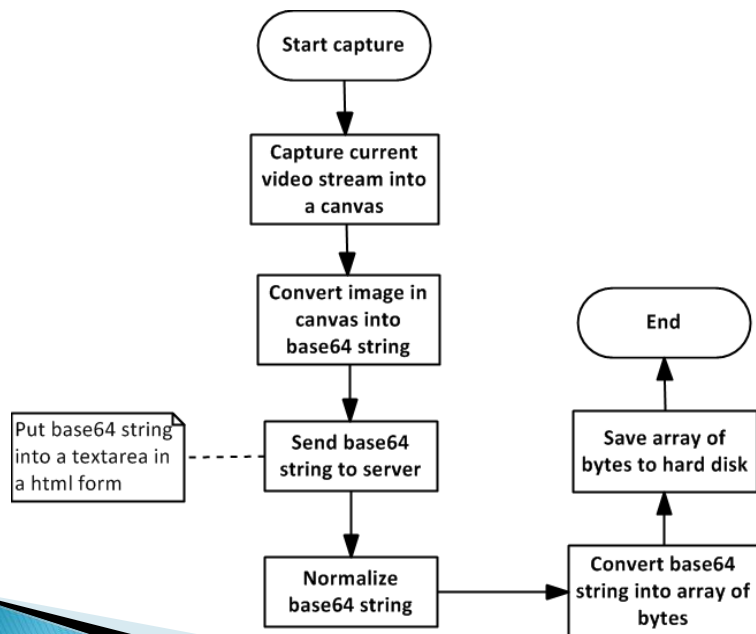 Start capture
Capture current
video stream into
a canvas
Convert image in
canvas into
base64 string
Put base64 string
into a textarea in
a html form
Send base64
string to server
Normalize
base64 string
Convert base64
string into array of
bytes
Save array of
bytes to hard disk
End